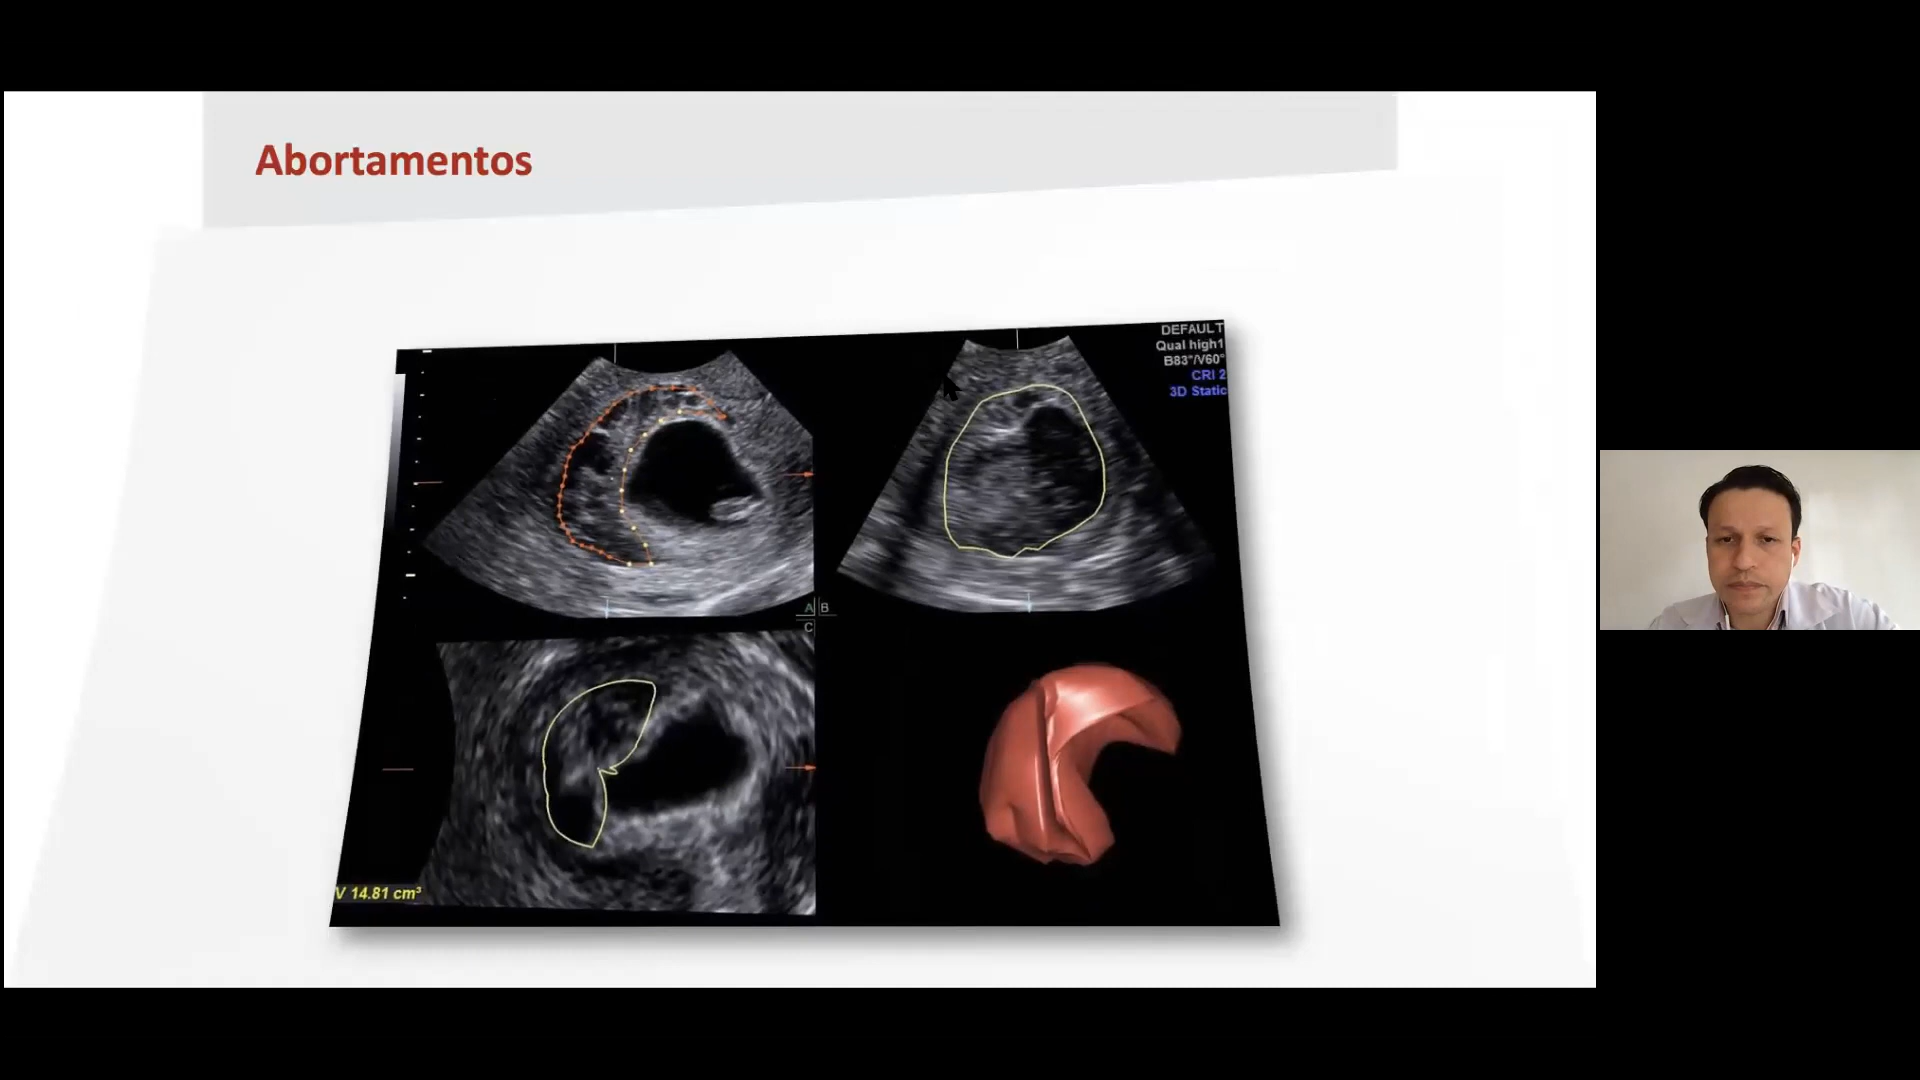 Abortamentos
DEFAULT
Qual high1
B83°/V60°
CRI 2
3D Static
A B
C
V 14.81 cm³